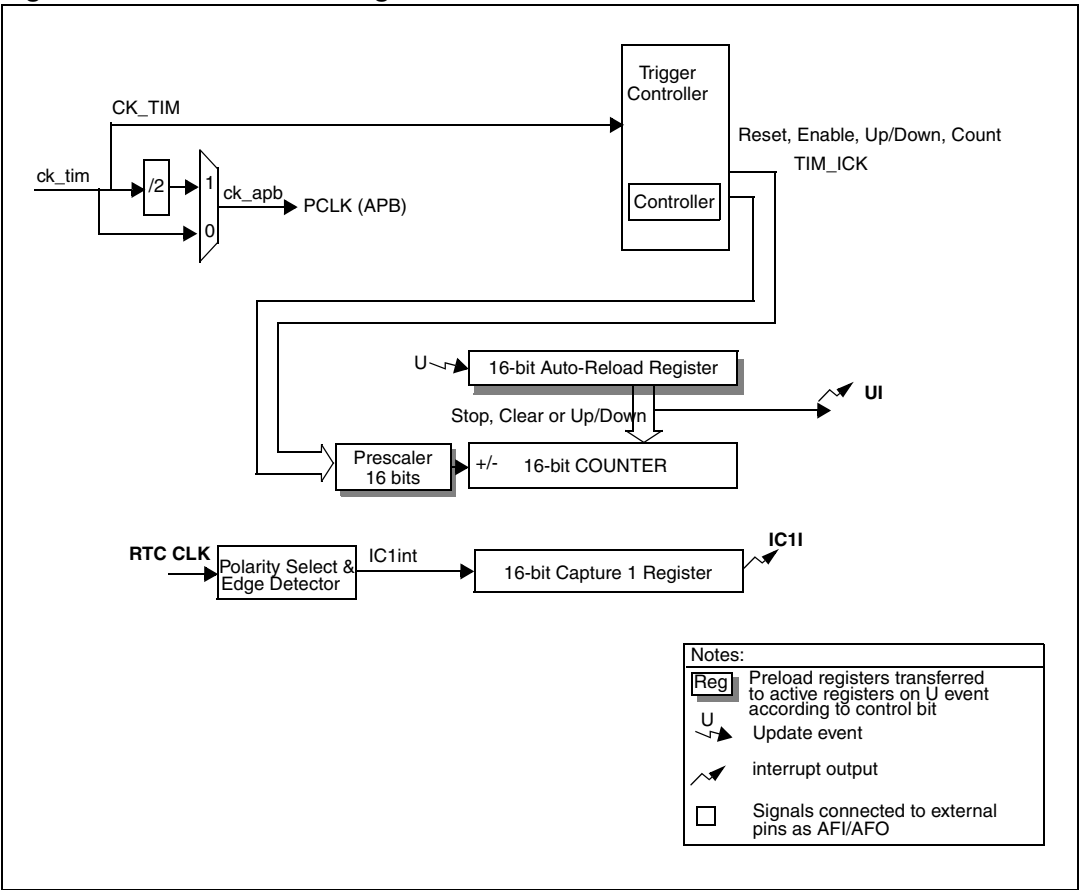 Trigger
Controller
CK_TIM
Reset, Enable, Up/Down, Count
TIM_ICK
ck_tim
/2
1
ck_apb
PCLK (APB)
Controller
0
U
16-bit Auto-Reload Register
UI
Stop, Clear or Up/Down
Prescaler
16 bits
+/-
16-bit COUNTER
RTC CLK
Polarity Select &
Edge Detector
IC1int
16-bit Capture 1 Register
IC1I
Notes:
Reg
Preload registers transferred
to active registers on U event
according to control bit
U
Update event
interrupt output
Signals connected to external
pins as AFI/AFO